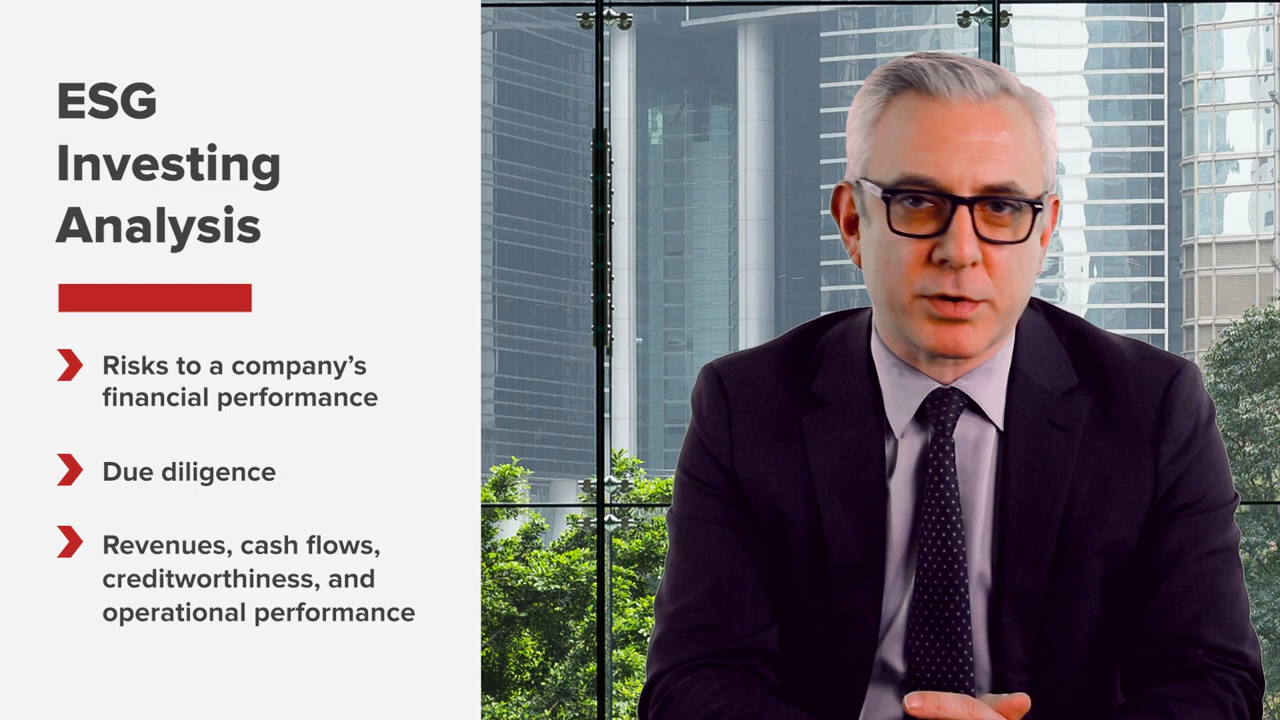 ESG
Investing
Analysis
Risks to a company’s
financial performance
Due diligence
Revenues, cash flows,
creditworthiness, and
operational performance